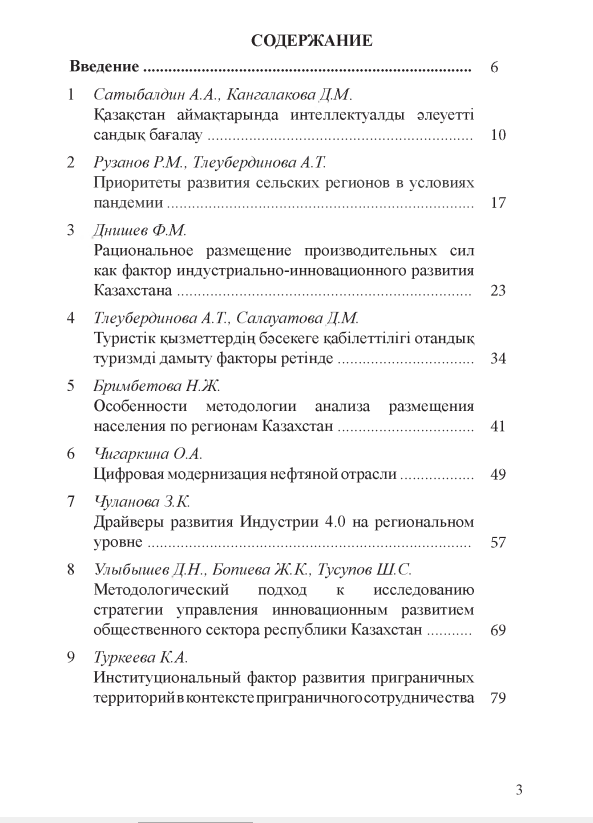 СОДЕРЖАНИЕ
Введение .............................................................................. 6
1 Сатыбалдин А.А., Кангалакова Д.М.
Қазақстан аймақтарында интеллектуалды әлеуетті
сандық бағалау ................................................................ 10
2 Рузанов Р.М., Тлеубердинова А.Т.
Приоритеты развития сельских регионов в условиях
пандемии .......................................................................... 17
3 Днишев Ф.М.
Рациональное размещение производительных сил
как фактор индустриально-инновационного развития
Казахстана ....................................................................... 23
4 Тлеубердинова А.Т., Салауатова Д.М.
Туристік қызметтердің бәсекеге қабілеттілігі отандық
туризмді дамыту факторы ретінде ................................. 34
5 Бримбетова Н.Ж.
Особенности методологии анализа размещения
населения по регионам Казахстан ................................. 41
6 Чигаркина О.А.
Цифровая модернизация нефтяной отрасли .................. 49
7 Чуланова З.К.
Драйверы развития Индустрии 4.0 на региональном
уровне .............................................................................. 57
8 Улыбышев Д.Н., Бопиева Ж.К., Тусупов Ш.С.
Методологический подход к исследованию
стратегии управления инновационным развитием
общественного сектора республики Казахстан ........... 69
9 Туркеева К.А.
Институциональный фактор развития приграничных
территорий в контексте приграничного сотрудничества 79
3